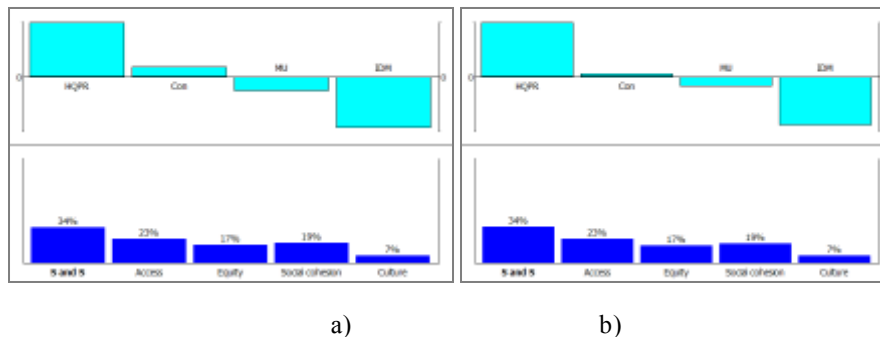 MU IDM
0 0
HQPR Con
34% 23% 17% 19% 7%
S and S Access Equity Social cohesion Culture
MU IDM
0
HQPR Con
34% 23% 17% 19% 7%
S and S Access Equity Social cohesion Culture
a) b)